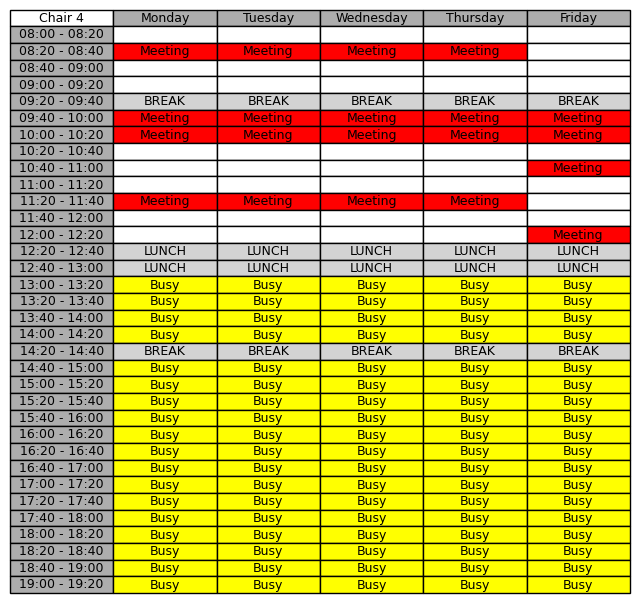 Chair 4 Monday Tuesday Wednesday Thursday Friday
08:00 - 08:20
08:20 - 08:40 Meeting Meeting Meeting Meeting
08:40 - 09:00
09:00 - 09:20
09:20 - 09:40 BREAK BREAK BREAK BREAK BREAK
09:40 - 10:00 Meeting Meeting Meeting Meeting Meeting
10:00 - 10:20 Meeting Meeting Meeting Meeting Meeting
10:20 - 10:40
10:40 - 11:00 Meeting
11:00 - 11:20
11:20 - 11:40 Meeting Meeting Meeting Meeting
11:40 - 12:00
12:00 - 12:20 Meeting
12:20 - 12:40 LUNCH LUNCH LUNCH LUNCH LUNCH
12:40 - 13:00 LUNCH LUNCH LUNCH LUNCH LUNCH
13:00 - 13:20 Busy Busy Busy Busy Busy
13:20 - 13:40 Busy Busy Busy Busy Busy
13:40 - 14:00 Busy Busy Busy Busy Busy
14:00 - 14:20 Busy Busy Busy Busy Busy
14:20 - 14:40 BREAK BREAK BREAK BREAK BREAK
14:40 - 15:00 Busy Busy Busy Busy Busy
15:00 - 15:20 Busy Busy Busy Busy Busy
15:20 - 15:40 Busy Busy Busy Busy Busy
15:40 - 16:00 Busy Busy Busy Busy Busy
16:00 - 16:20 Busy Busy Busy Busy Busy
16:20 - 16:40 Busy Busy Busy Busy Busy
16:40 - 17:00 Busy Busy Busy Busy Busy
17:00 - 17:20 Busy Busy Busy Busy Busy
17:20 - 17:40 Busy Busy Busy Busy Busy
17:40 - 18:00 Busy Busy Busy Busy Busy
18:00 - 18:20 Busy Busy Busy Busy Busy
18:20 - 18:40 Busy Busy Busy Busy Busy
18:40 - 19:00 Busy Busy Busy Busy Busy
19:00 - 19:20 Busy Busy Busy Busy Busy